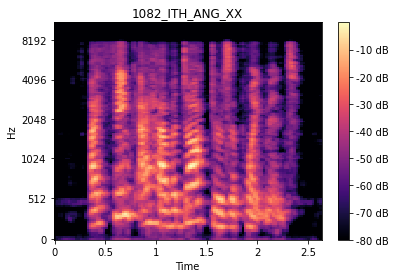 1082_ITH_ANG_XX
Hz
8192
4096
2048
1024
512
0
0 0.5 1 1.5 2 2.5
Time
-10 dB
-20 dB
-30 dB
-40 dB
-50 dB
-60 dB
-70 dB
-80 dB